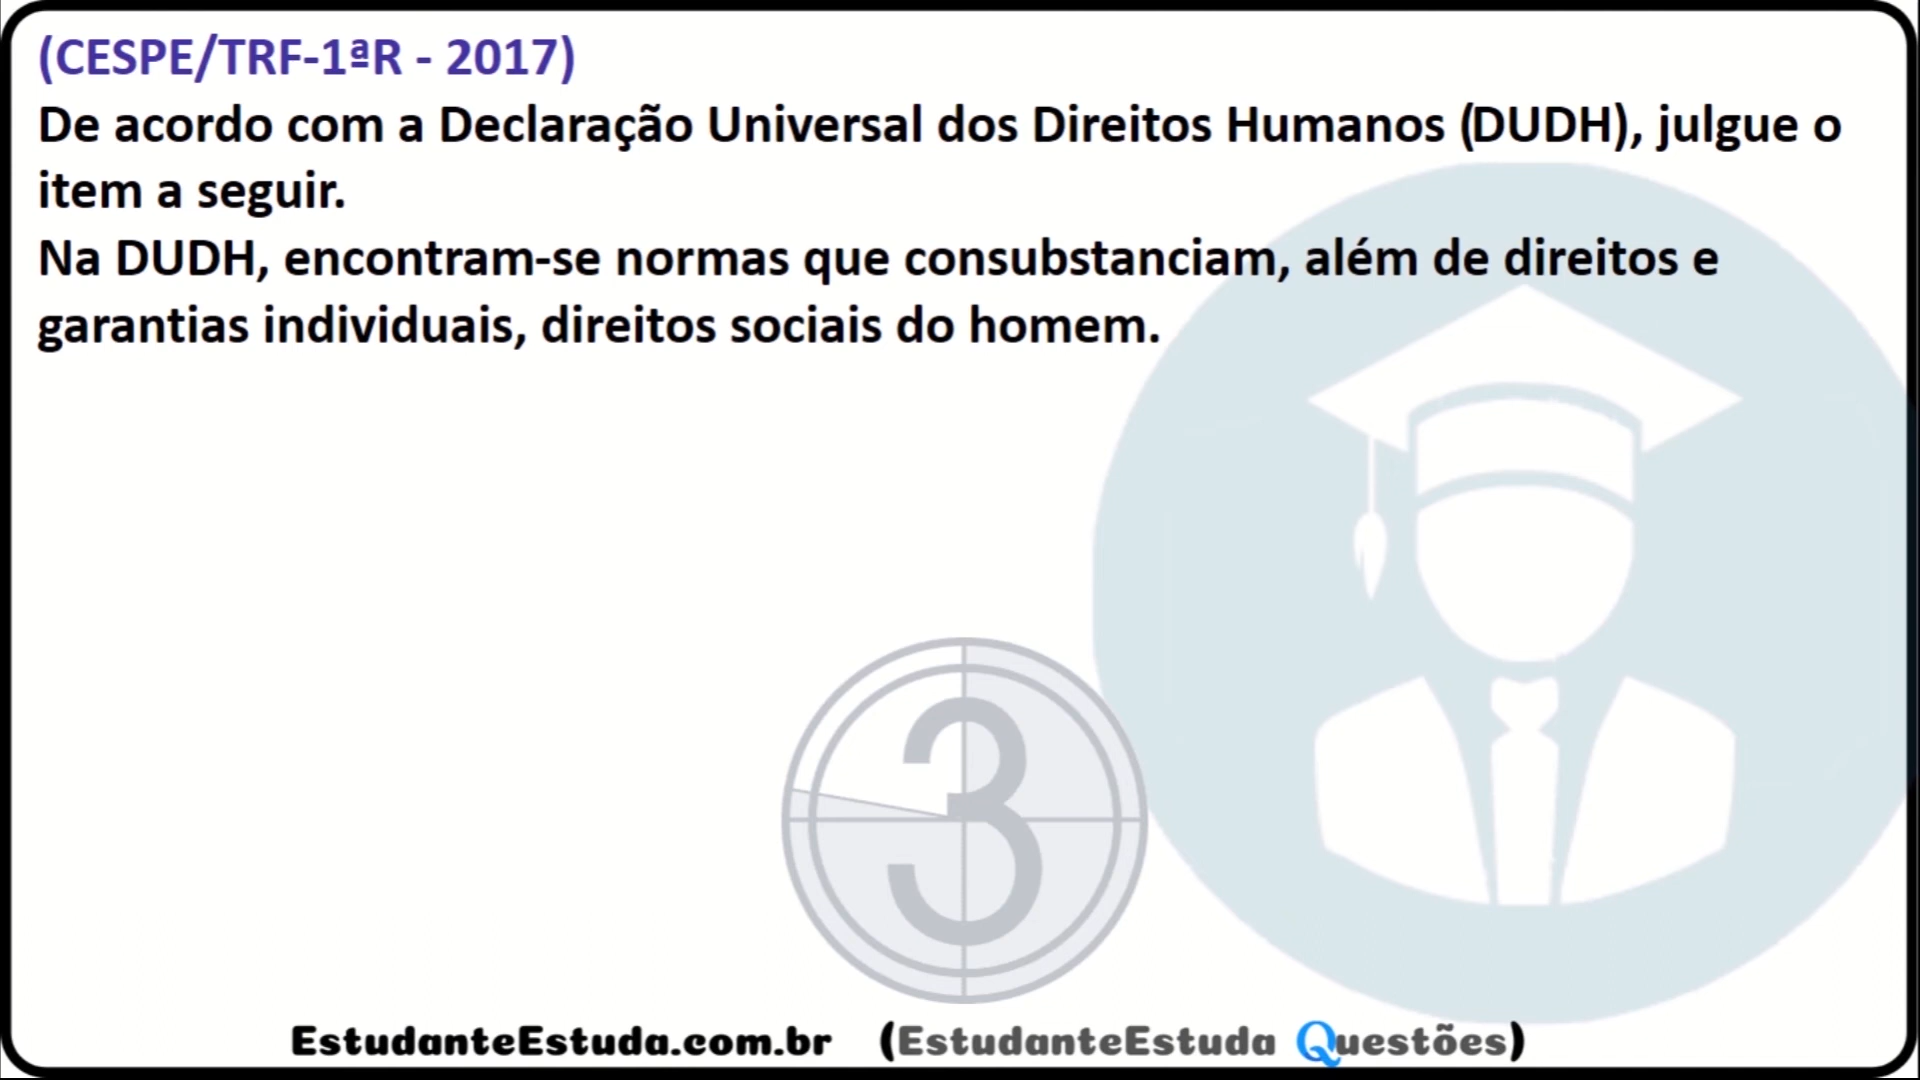 (CESPE/TRF-1ªR - 2017)
De acordo com a Declaração Universal dos Direitos Humanos (DUDH), julgue o
item a seguir.
Na DUDH, encontram-se normas que consubstanciam, além de direitos e
garantias individuais, direitos sociais do homem.
3
EstudanteEstuda.com.br (EstudanteEstuda Questões)